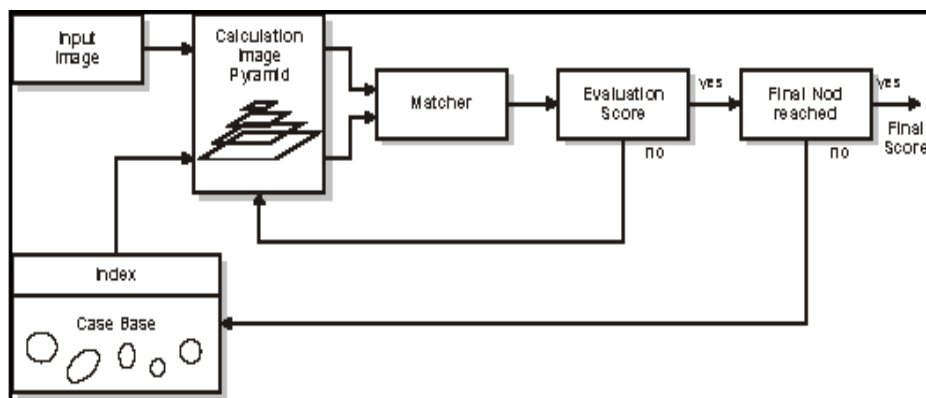 Input
Image
Calculation
Image
Pyramid
Matcher
Evaluation
Score
yes
no
Final Nod
reached
yes
no
Final
Score
Index
Case Base